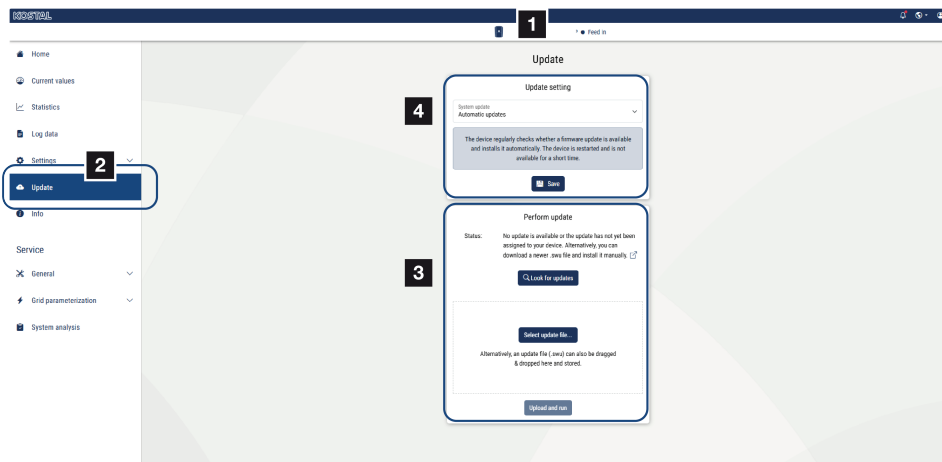 KOSTAL
1
Feed in
Home
Current values
Statistics
Log data
Settings
2
Update
Info
Service
General
Grid parameterization
System analysis
Update
4
Update setting
System update
Automatic updates
The device regularly checks whether a firmware update is available
and installs it automatically. The device is restarted and is not
available for a short time.
Save
3
Perform update
Status: No update is available or the update has not yet been
assigned to your device. Alternatively, you can
download a newer .swu file and install it manually.
Look for updates
Select update file...
Alternatively, an update file (.swu) can also be dragged
& dropped here and stored.
Upload and run